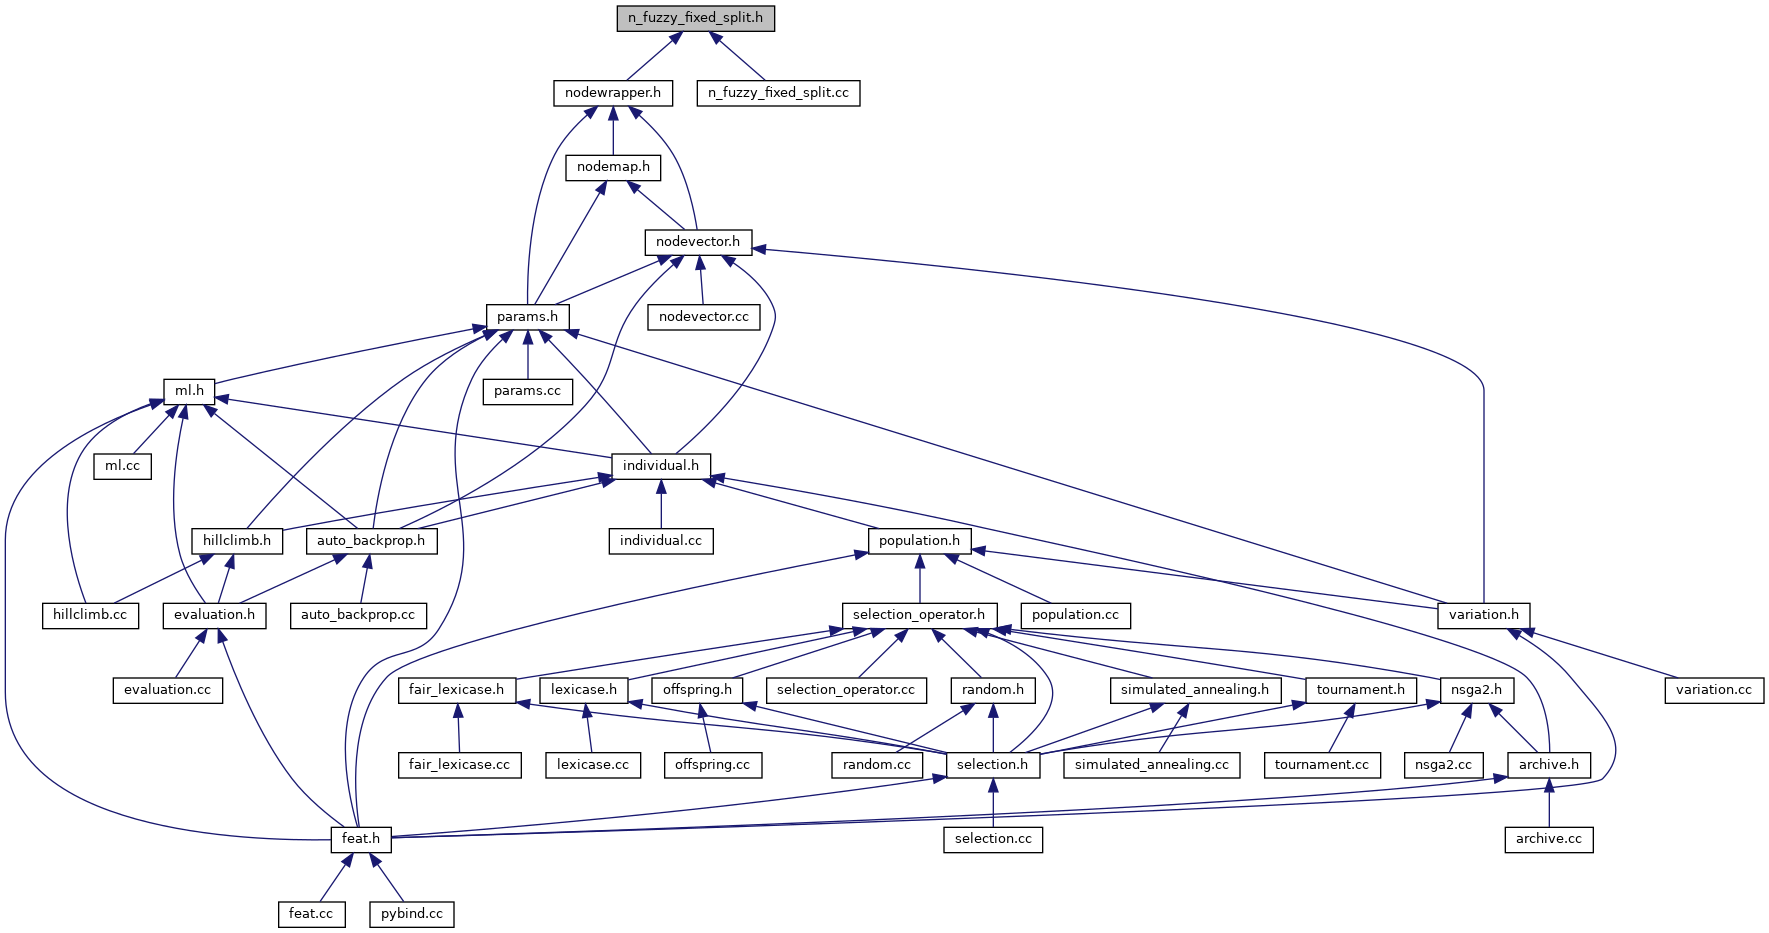 n_fuzzy_fixed_split.h
nodewrapper.h
n_fuzzy_fixed_split.cc
nodemap.h
nodevector.h
params.h
nodevector.cc
ml.h
params.cc
ml.cc
individual.h
hillclimb.h
auto_backprop.h
individual.cc
population.h
hillclimb.cc
evaluation.h
auto_backprop.cc
selection_operator.h
population.cc
variation.h
evaluation.cc
fair_lexicase.h
lexicase.h
offspring.h
selection_operator.cc
random.h
simulated_annealing.h
tournament.h
nsga2.h
variation.cc
fair_lexicase.cc
lexicase.cc
offspring.cc
random.cc
selection.h
simulated_annealing.cc
tournament.cc
nsga2.cc
archive.h
feat.h
selection.cc
archive.cc
feat.cc
pybind.cc